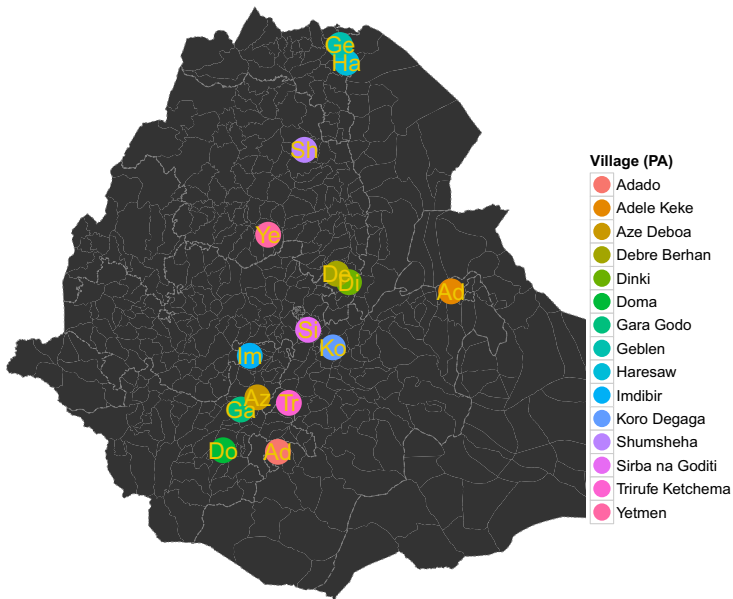 Ge
Ha
Sh
Ye
De
Di
Ad
Si
Ko
Im
Az
Ga
Tr
Do
Ad
Village (PA)
Adado
Adele Keke
Aze Deboa
Debre Berhan
Dinki
Doma
Gara Godo
Geblen
Haresaw
Imdibir
Koro Degaga
Shumsheha
Sirba na Goditi
Trirufe Ketchema
Yetmen